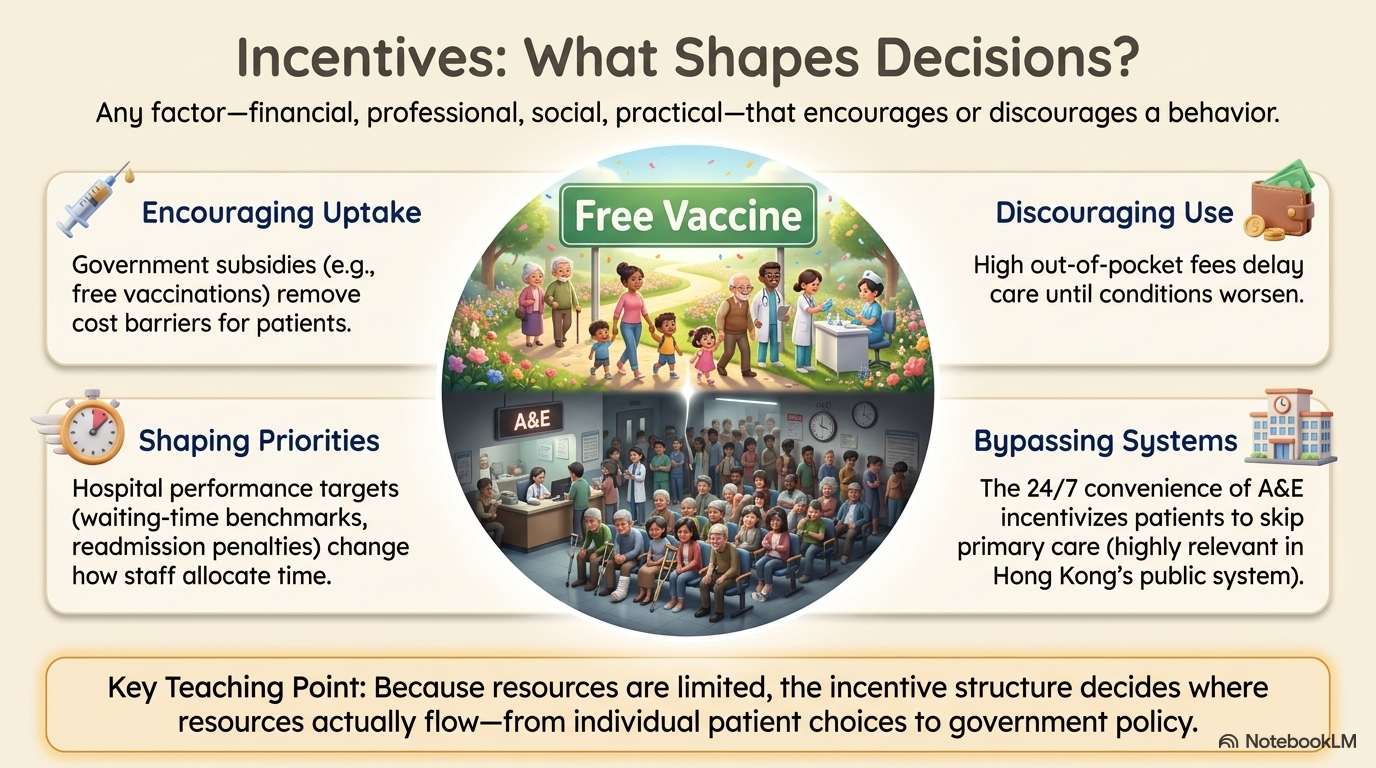 Incentives: What Shapes Decisions?
Any factor—financial, professional, social, practical—that encourages or discourages a behavior.
Encouraging Uptake
Government subsidies (e.g.,
free vaccinations) remove
cost barriers for patients.
Free Vaccine
Discouraging Use
High out-of-pocket fees delay
care until conditions worsen.
Shaping Priorities
Hospital performance targets
(waiting-time benchmarks,
readmission penalties) change
how staff allocate time.
A&E
Bypassing Systems
The 24/7 convenience of A&E
incentivizes patients to skip
primary care (highly relevant in
Hong Kong's public system).
Key Teaching Point: Because resources are limited, the incentive structure decides where
resources actually flow—from individual patient choices to government policy.
NotebookLM